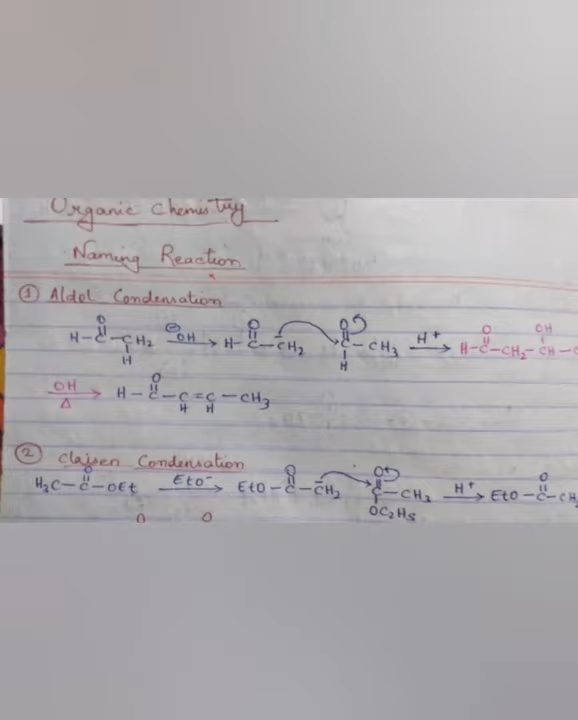 Organic Chemistry
Naming Reaction
① Aldol Condensation
H-C(=O)-CH2(-H) ⊖OH→ H-C(=O)-C̄H2 C(=O)(-H)-CH3 H+→ H-C(=O)-CH2-CH(OH)-C
OH Δ→ H-C(=O)-C(H)=C(H)-CH3
② Claisen Condensation
H3C-C(=O)-OEt EtO-→ EtO-C(=O)-C̄H2 C(=O)(-OC2H5)-CH3 H+→ EtO-C(=O)-CH
O O